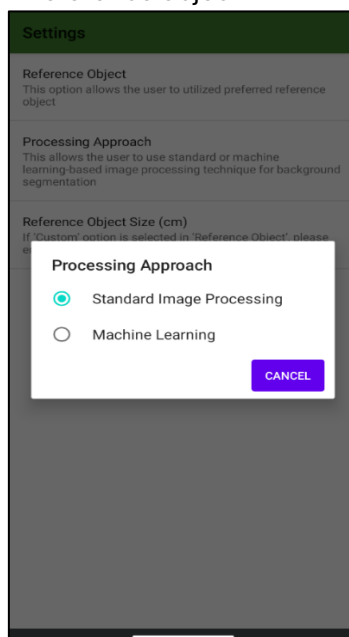 Settings
Reference Object
This option allows the user to utilized preferred reference
object
Processing Approach
This allows the user to use standard or machine
learning-based image processing technique for background
segmentation
Reference Object Size (cm)
If 'Custom' option is selected in 'Reference Object', please
Processing Approach
Standard Image Processing
Machine Learning
CANCEL